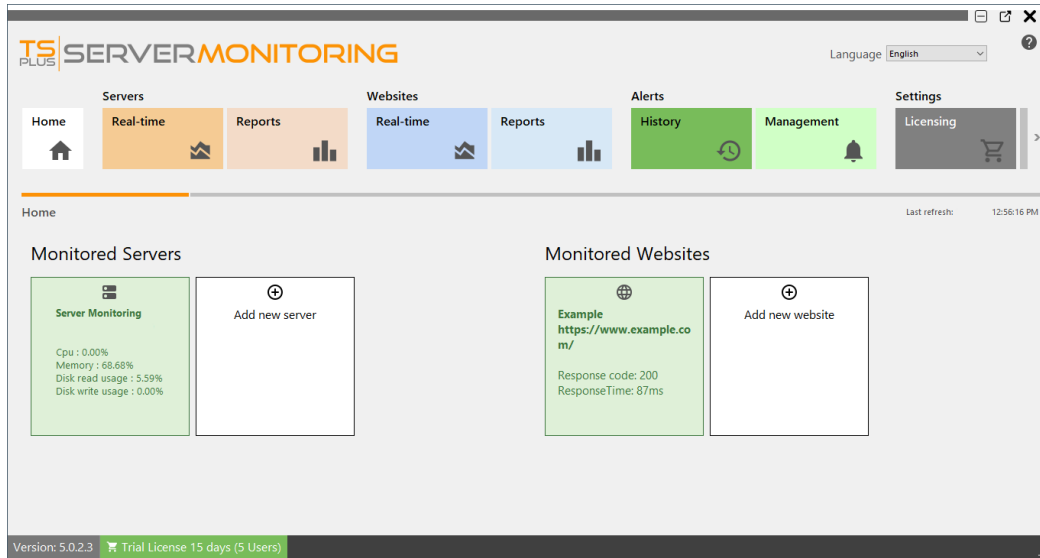 TS PLUS SERVERMONITORING
Language English
Servers
Websites
Alerts
Settings
Home
Real-time
Reports
Real-time
Reports
History
Management
Licensing
Home
Last refresh: 12:56:16 PM
Monitored Servers
Monitored Websites
Server Monitoring
Cpu : 0.00%
Memory : 68.68%
Disk read usage : 5.59%
Disk write usage : 0.00%
Add new server
Example
https://www.example.co
m/
Response code: 200
ResponseTime: 87ms
Add new website
Version: 5.0.2.3
Trial License 15 days (5 Users)